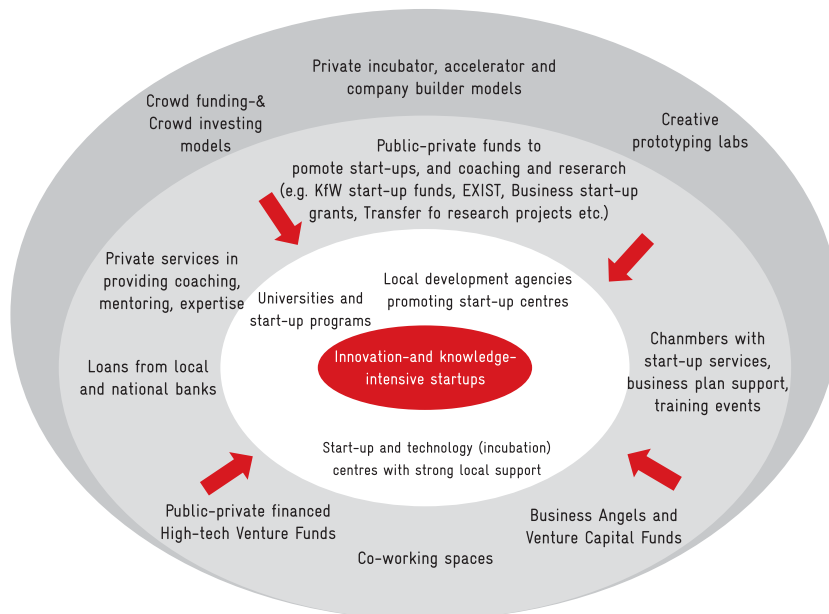 Private incubator, accelerator and
company builder models
Crowd funding-&
Crowd investing
models
Creative
prototyping labs
Public-private funds to
pomote start-ups, and coaching and reserarch
(e.g. KfW start-up funds, EXIST, Business start-up
grants, Transfer fo research projects etc.)
Private services in
providing coaching,
mentoring, expertise
Universities and
start-up programs
Local development agencies
promoting start-up centres
Innovation-and knowledge-
intensive startups
Loans from local
and national banks
Chanmbers with
start-up services,
business plan support,
training events
Start-up and technology (incubation)
centres with strong local support
Public-private financed
High-tech Venture Funds
Business Angels and
Venture Capital Funds
Co-working spaces